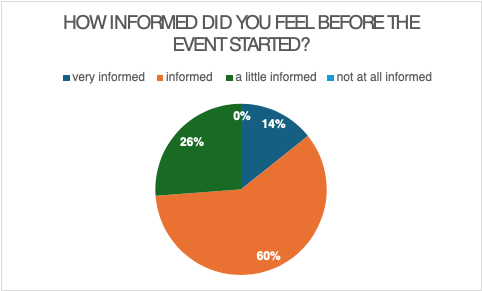 HOW INFORMED DID YOU FEEL BEFORE THE
EVENT STARTED?
very informed informed a little informed not at all informed
0%
14%
26%
60%